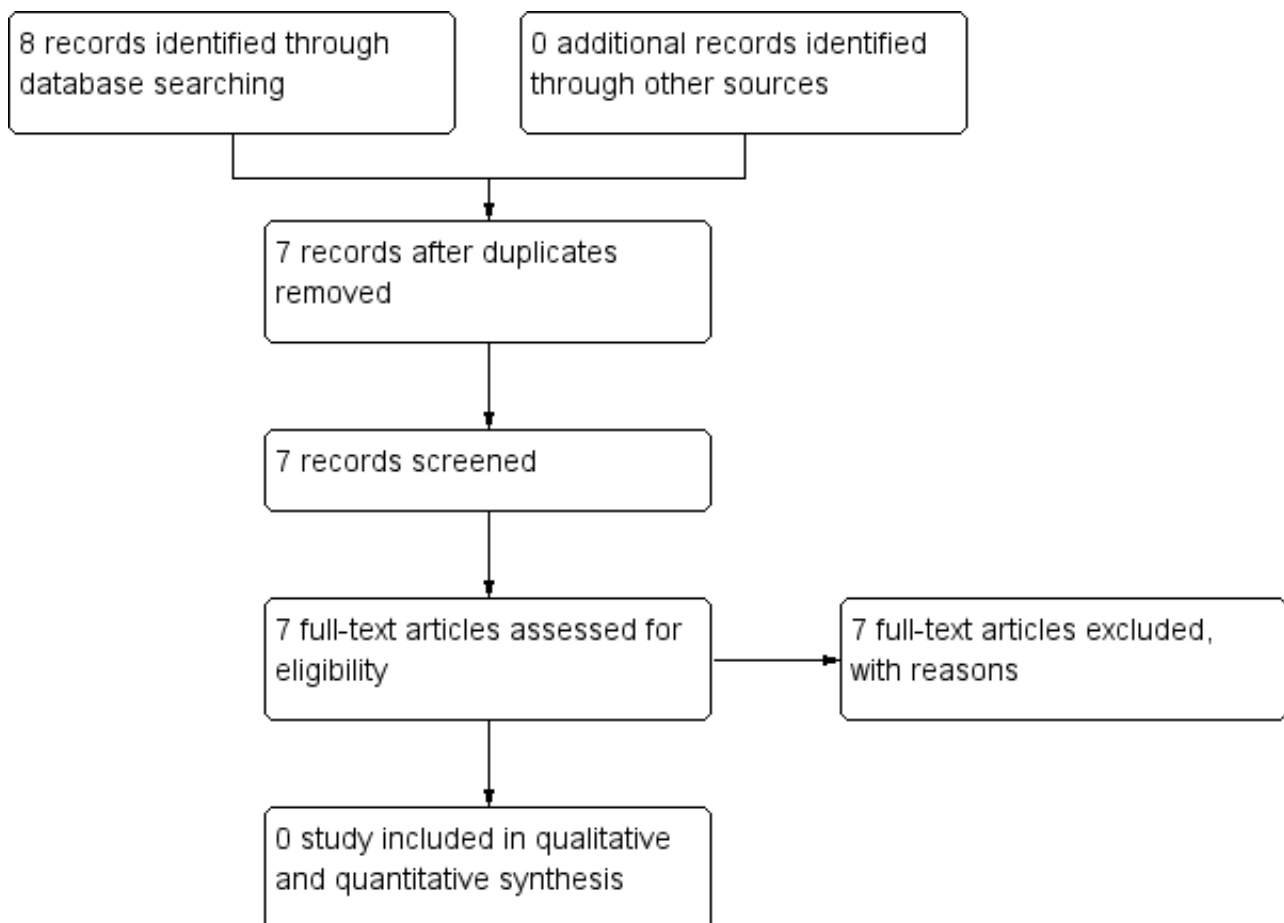 8 records identified through
database searching
0 additional records identified
through other sources
7 records after duplicates
removed
7 records screened
7 full-text articles assessed for
eligibility
7 full-text articles excluded,
with reasons
0 study included in qualitative
and quantitative synthesis